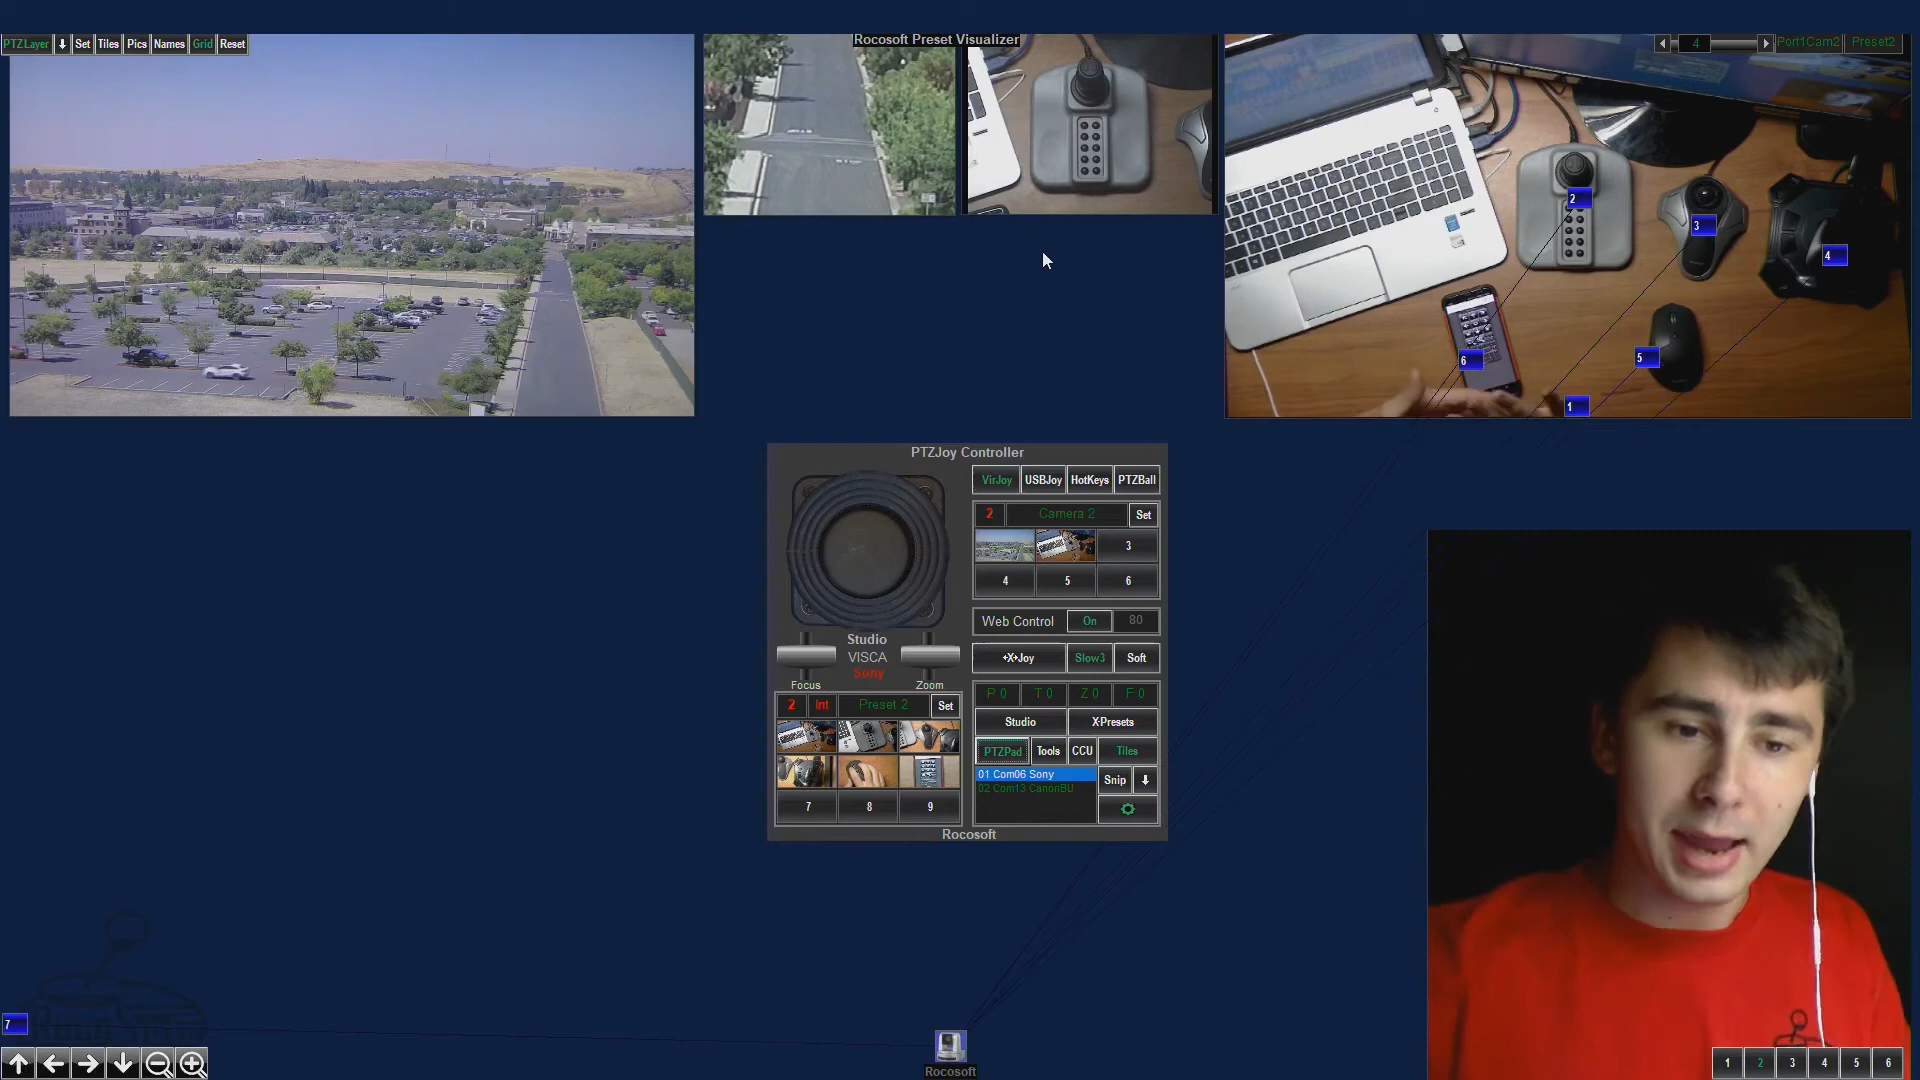 Rocosoft Preset Visualizer
PTZLayer
Set
Tiles
Pics
Names
Grid
Reset
4
Port1Cam2
Preset2
2
3
4
5
6
1
PTZJoy Controller
VirJoy
USBJoy
HotKeys
PTZBall
2
Camera 2
Set
3
4
5
6
Web Control
On
80
Studio
VISCA
Sony
Focus
Zoom
+X+Joy
Slow3
Soft
2
Int
Preset 2
Set
P 0
T 0
Z 0
F 0
Studio
X-Presets
PTZPad
Tools
CCU
Tiles
01 Com06 Sony
02 Com13 CanonBU
Snip
7
8
9
Rocosoft
7
Rocosoft
1
2
3
4
5
6